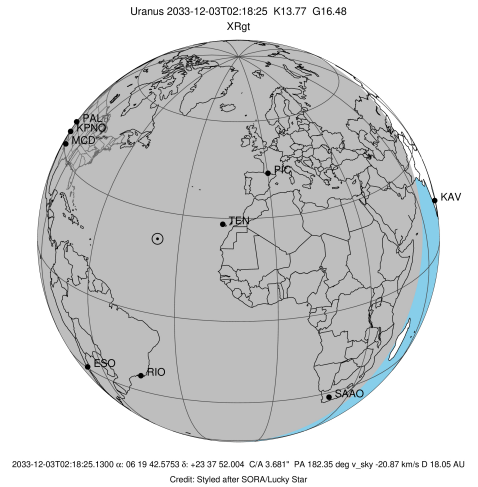 Uranus 2033-12-03T02:18:25 K13.77 G16.48
XRgt
PAL
KPNO
MCD
PIC
KAV
TEN
ESO
RIO
SAAO
2033-12-03T02:18:25.1300 α: 06 19 42.5753 δ: +23 37 52.004 C/A 3.681" PA 182.35 deg v_sky -20.87 km/s D 18.05 AU
Credit: Styled after SORA/Lucky Star